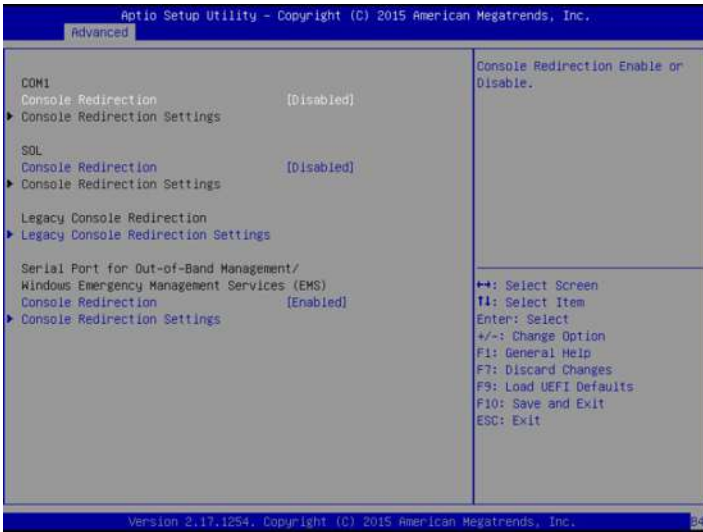 Aptio Setup Utility – Copyright (C) 2015 American Megatrends, Inc.
Advanced
COM1
Console Redirection [Disabled]
▶ Console Redirection Settings
SOL
Console Redirection [Disabled]
▶ Console Redirection Settings
Legacy Console Redirection
▶ Legacy Console Redirection Settings
Serial Port for Out-of-Band Management/
Windows Emergency Management Services (EMS)
Console Redirection [Enabled]
▶ Console Redirection Settings
Console Redirection Enable or
Disable.
↔: Select Screen
↑↓: Select Item
Enter: Select
+/-: Change Option
F1: General Help
F7: Discard Changes
F9: Load UEFI Defaults
F10: Save and Exit
ESC: Exit
Version 2.17.1254. Copyright (C) 2015 American Megatrends, Inc.
B4